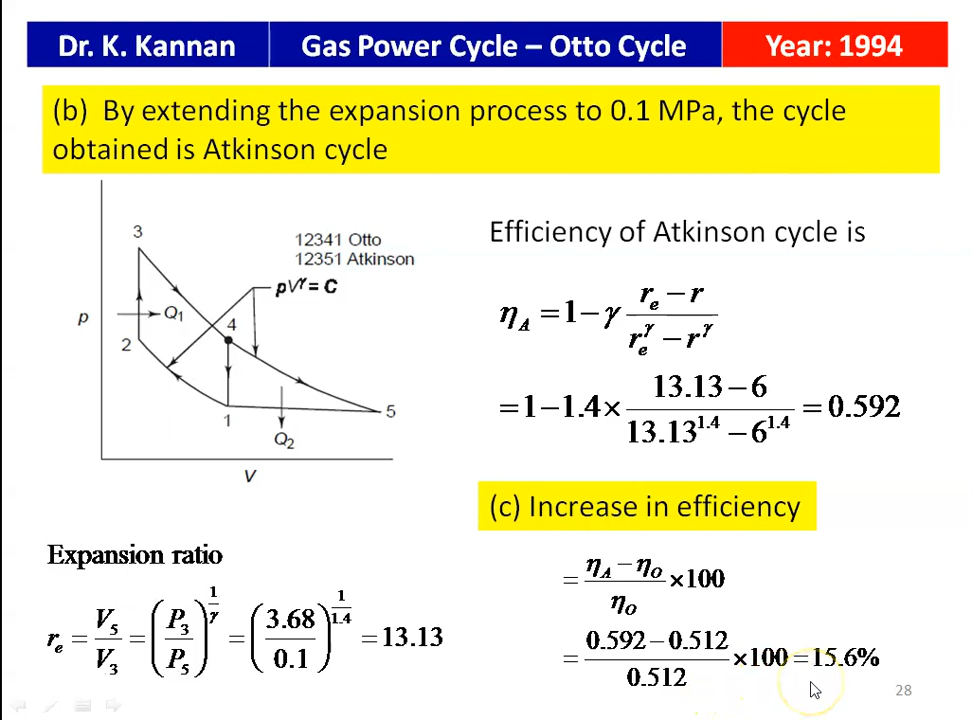 Dr. K. Kannan
Gas Power Cycle – Otto Cycle
Year: 1994
(b) By extending the expansion process to 0.1 MPa, the cycle
obtained is Atkinson cycle
3
12341 Otto
12351 Atkinson
pVᵞ = C
p
Q₁
4
2
1
5
Q₂
V
Efficiency of Atkinson cycle is
η_A = 1 − γ (r_e − r) / (r_e^γ − r^γ)
= 1 − 1.4 × (13.13 − 6) / (13.13^1.4 − 6^1.4) = 0.592
(c) Increase in efficiency
= (η_A − η_O) / η_O × 100
= (0.592 − 0.512) / 0.512 × 100 = 15.6%
Expansion ratio
r_e = V₅ / V₃ = (P₃ / P₅)^(1/γ) = (3.68 / 0.1)^(1/1.4) = 13.13
28